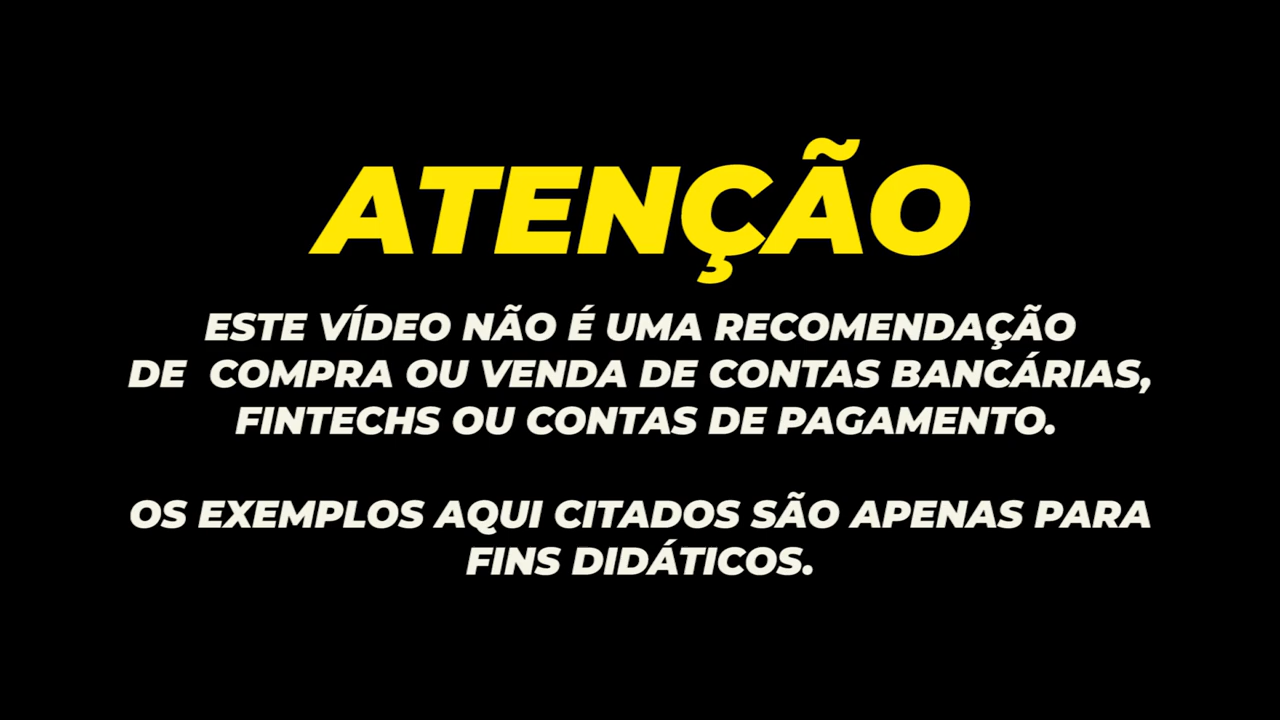 ATENÇÃO
ESTE VÍDEO NÃO É UMA RECOMENDAÇÃO
DE COMPRA OU VENDA DE CONTAS BANCÁRIAS,
FINTECHS OU CONTAS DE PAGAMENTO.
OS EXEMPLOS AQUI CITADOS SÃO APENAS PARA
FINS DIDÁTICOS.